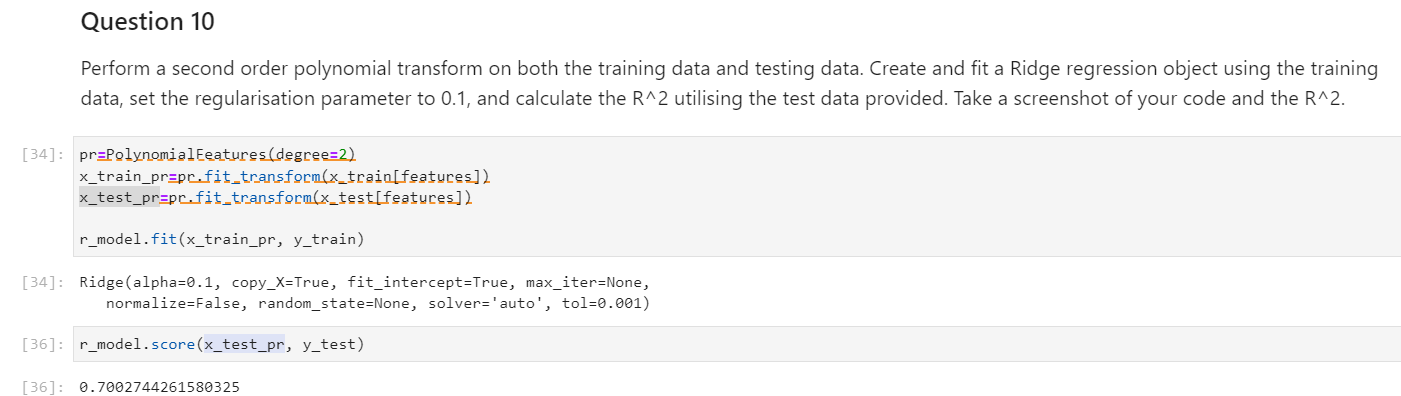 Question 10
Perform a second order polynomial transform on both the training data and testing data. Create and fit a Ridge regression object using the training
data, set the regularisation parameter to 0.1, and calculate the R^2 utilising the test data provided. Take a screenshot of your code and the R^2.
[34]: pr=PolynomialFeatures(degree=2)
x_train_pr=pr.fit_transform(x_train[features])
x_test_pr=pr.fit_transform(x_test[features])
r_model.fit(x_train_pr, y_train)
[34]: Ridge(alpha=0.1, copy_X=True, fit_intercept=True, max_iter=None,
normalize=False, random_state=None, solver='auto', tol=0.001)
[36]: r_model.score(x_test_pr, y_test)
[36]: 0.7002744261580325